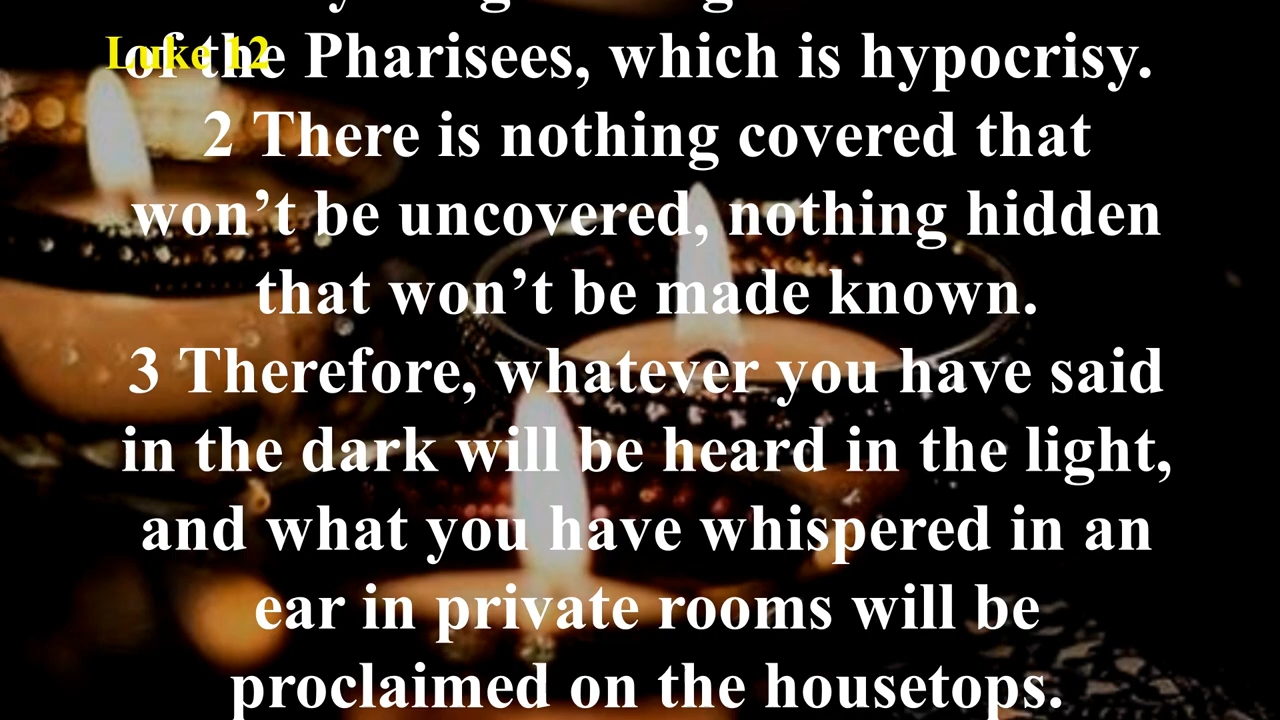 Luke 12
of the Pharisees, which is hypocrisy.
2 There is nothing covered that
won’t be uncovered, nothing hidden
that won’t be made known.
3 Therefore, whatever you have said
in the dark will be heard in the light,
and what you have whispered in an
ear in private rooms will be
proclaimed on the housetops.